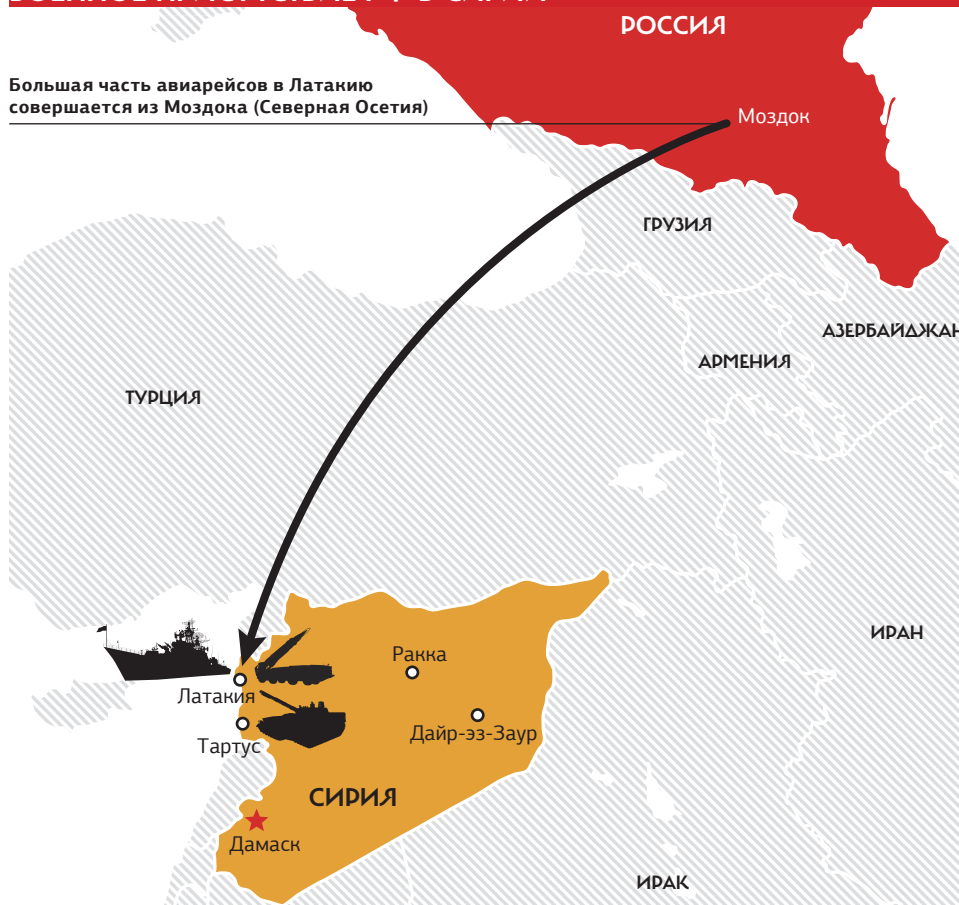 РОССИЯ
Большая часть авиарейсов в Латакию
совершается из Моздока (Северная Осетия)
Моздок
ГРУЗИЯ
АЗЕРБАЙДЖАН
АРМЕНИЯ
ТУРЦИЯ
ИРАН
Ракка
Латакия
Дайр-эз-Заур
Тартус
СИРИЯ
Дамаск
ИРАК